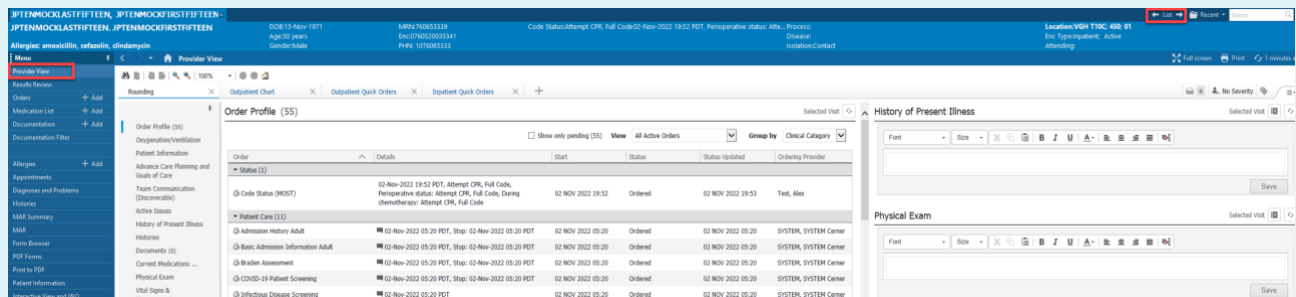 JPTENMOCKLASTFIFTEEN, JPTENMOCKFIRSTFIFTEEN
List
Recent
Name
JPTENMOCKLASTFIFTEEN, JPTENMOCKFIRSTFIFTEEN
DOB:15-Nov-1971
MRN:760653339
Code Status:Attempt CPR, Full Code02-Nov-2022 19:52 PDT, Perioperative status: Atte...
Process:
Location:VGH T10C; 450; 01
Age:50 years
Enc:0760520035341
Disease:
Enc Type:Inpatient; Active
Allergies: amoxicillin, cefazolin, clindamycin
Gender:Male
PHN: 1076065333
Isolation:Contact
Attending:
Menu
Provider View
Full screen
Print
1 minutes a
Provider View
100%
Results Review
Rounding
Outpatient Chart
Outpatient Quick Orders
Inpatient Quick Orders
No Severity
Orders
+ Add
Medication List
+ Add
Documentation
+ Add
Documentation Filter
Allergies
+ Add
Appointments
Diagnoses and Problems
Histories
MAR Summary
MAR
Form Browser
PDF Forms
Print to PDF
Patient Information
Interactive View and I&O
Order Profile (55)
Oxygenation/Ventilation
Patient Information
Advance Care Planning and
Goals of Care
Team Communication
(Discoverable)
Active Issues
History of Present Illness
Histories
Documents (8)
Current Medications ...
Physical Exam
Vital Signs &
Order Profile (55)
Selected Visit
Show only pending (55)
View
All Active Orders
Group by
Clinical Category
Order
Details
Start
Status
Status Updated
Ordering Provider
Status (1)
Code Status (MOST)
02-Nov-2022 19:52 PDT, Attempt CPR, Full Code,
Perioperative status: Attempt CPR, Full Code, During
chemotherapy: Attempt CPR, Full Code
02 NOV 2022 19:52
Ordered
02 NOV 2022 19:53
Test, Alex
Patient Care (11)
Admission History Adult
02-Nov-2022 05:20 PDT, Stop: 02-Nov-2022 05:20 PDT
02 NOV 2022 05:20
Ordered
02 NOV 2022 05:20
SYSTEM, SYSTEM Cerner
Basic Admission Information Adult
02-Nov-2022 05:20 PDT, Stop: 02-Nov-2022 05:20 PDT
02 NOV 2022 05:20
Ordered
02 NOV 2022 05:20
SYSTEM, SYSTEM Cerner
Braden Assessment
02-Nov-2022 05:20 PDT, Stop: 02-Nov-2022 05:20 PDT
02 NOV 2022 05:20
Ordered
02 NOV 2022 05:20
SYSTEM, SYSTEM Cerner
COVID-19 Patient Screening
02-Nov-2022 05:20 PDT, Stop: 02-Nov-2022 05:20 PDT
02 NOV 2022 05:20
Ordered
02 NOV 2022 05:20
SYSTEM, SYSTEM Cerner
Infectious Disease Screening
02-Nov-2022 05:20 PDT
02 NOV 2022 05:20
Ordered
02 NOV 2022 05:20
SYSTEM, SYSTEM Cerner
History of Present Illness
Selected Visit
Font
Size
B I U A
Save
Physical Exam
Selected Visit
Font
Size
B I U A
Save